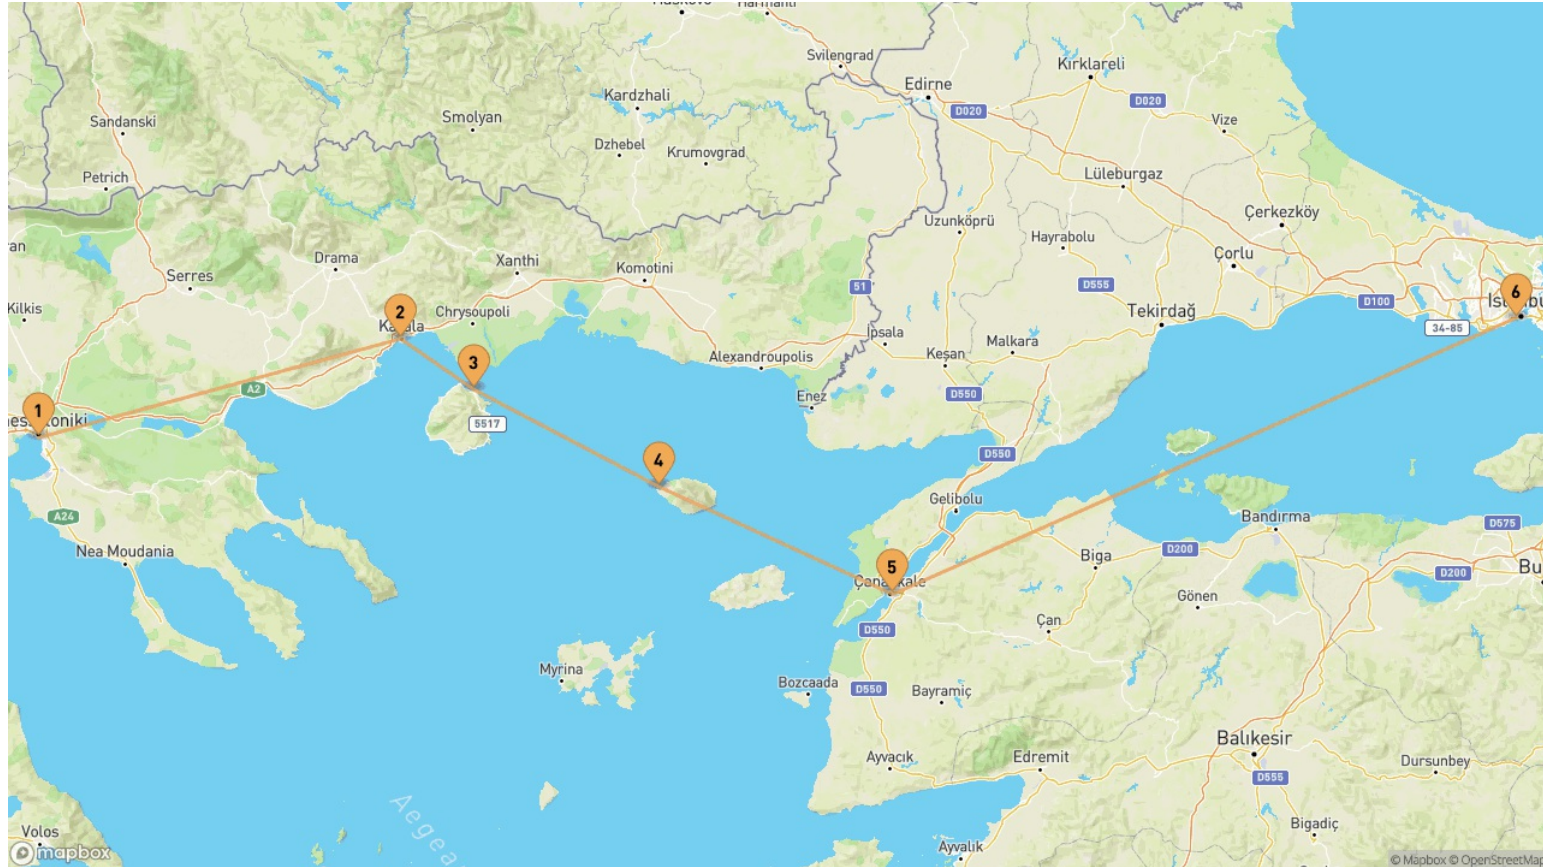 Harmanli
Svilengrad
Kırklareli
Edirne
D020
D020
Kardzhali
Sandanski
Smolyan
Vize
Dzhebel
Krumovgrad
Petrich
Lüleburgaz
Uzunköprü
Çerkezköy
Hayrabolu
Xanthi
Drama
Komotini
Çorlu
Serres
51
D555
D100
6
Kilkis
2
Chrysoupoli
Tekirdağ
34-85
İpsala
Malkara
Alexandroupolis
Keşan
3
A2
Enez
D550
1
5517
D550
4
Gelibolu
A24
Bandırma
D575
Nea Moudania
D200
Biga
5
D200
Gönen
Çan
D550
Myrina
Bozcaada
D550
Bayramiç
Balıkesir
Ayvacık
Edremit
Dursunbey
D555
Bigadiç
Volos
Ayvalık
mapbox
© Mapbox © OpenStreetMap